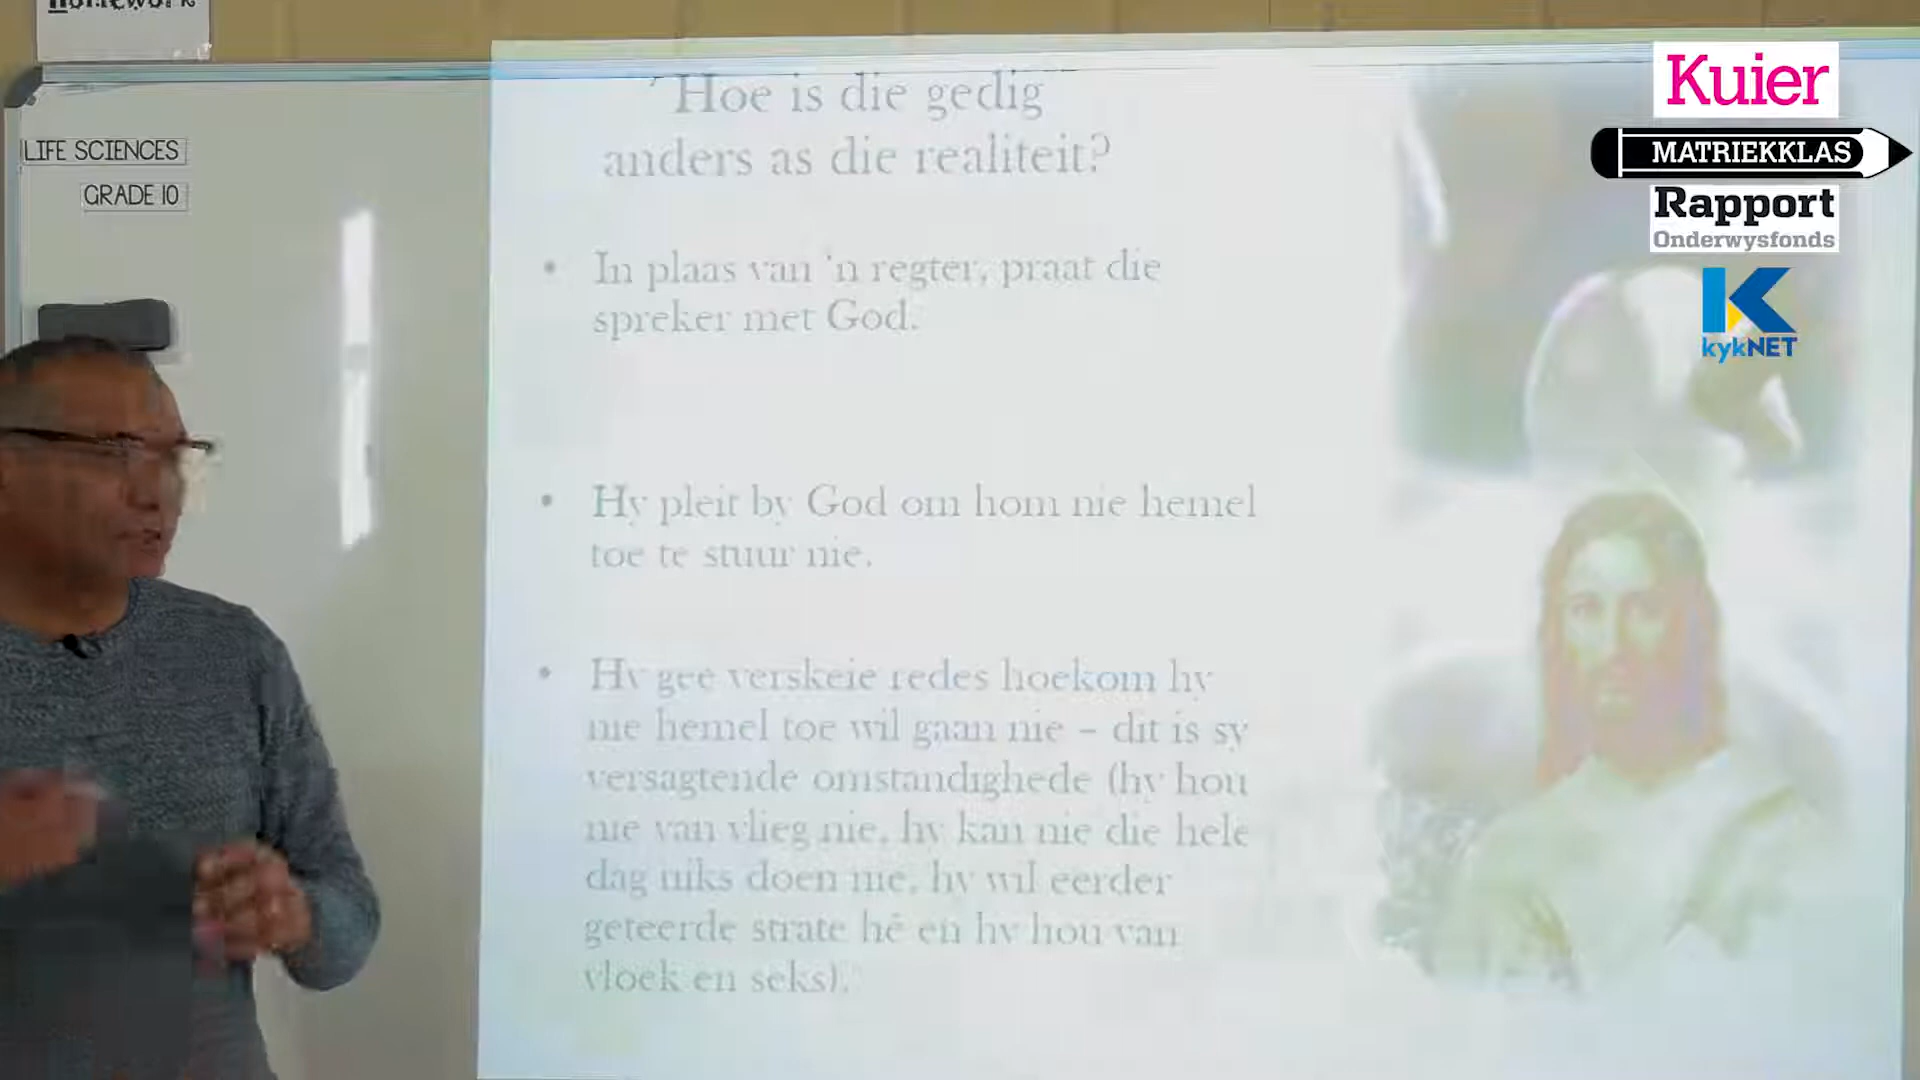 Homework
LIFE SCIENCES
GRADE 10
Hoe is die gedig
anders as die realiteit?
• In plaas van 'n regter, praat die
spreker met God.
• Hy pleit by God om hom nie hemel
toe te stuur nie.
• Hy gee verskeie redes hoekom hy
nie hemel toe wil gaan nie – dit is sy
versagtende omstandighede (hy hou
nie van vlieg nie, hy kan nie die hele
dag niks doen nie, hy wil eerder
geteerde strate hê en hy hou van
vloek en seks).
Kuier
MATRIEKKLAS
Rapport
Onderwysfonds
kykNET